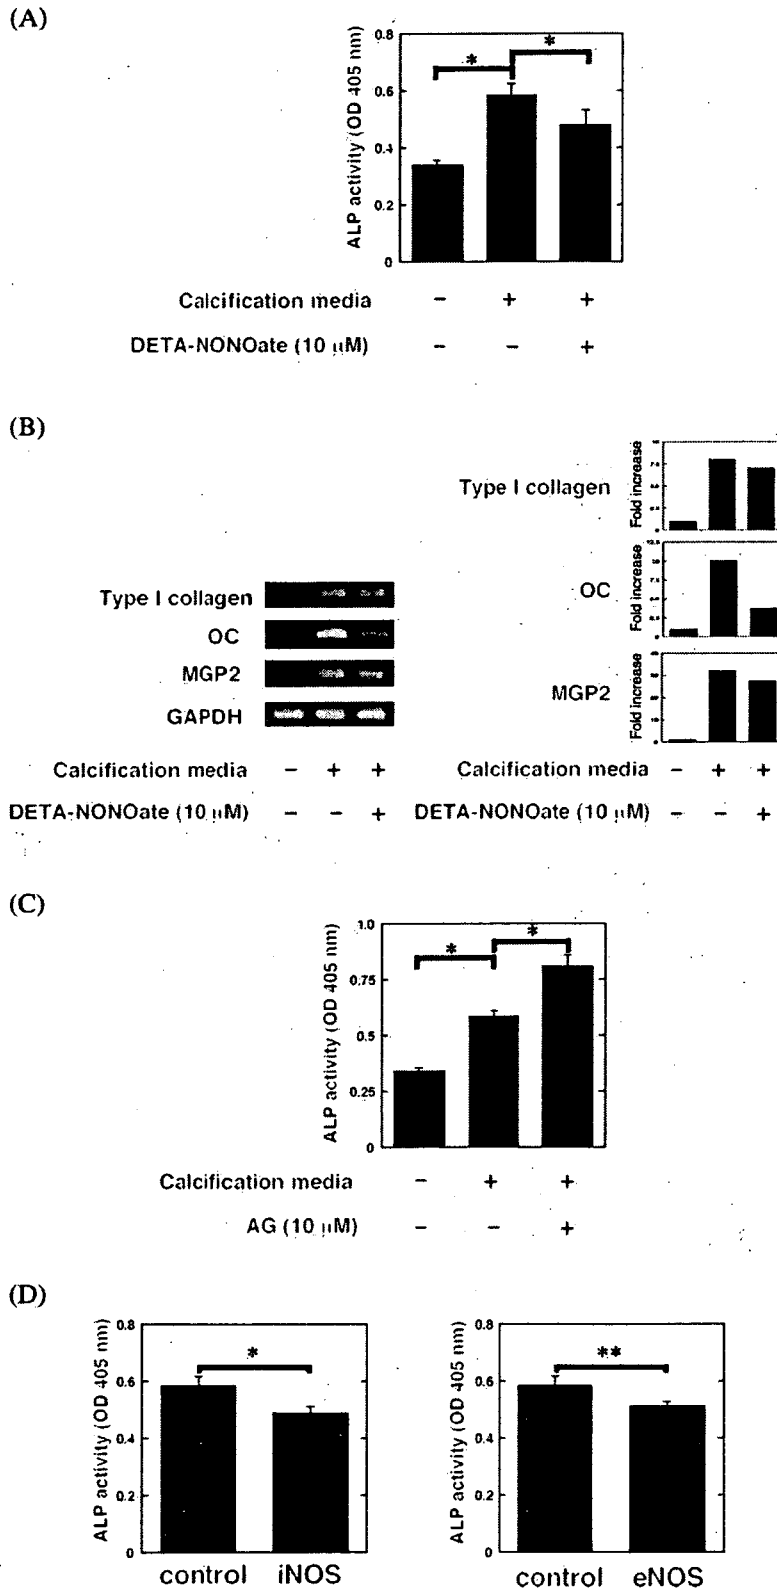 (A)
ALP activity (OD 405 nm)
0.8
0.6
0.4
0.2
0
*
*
Calcification media - + +
DETA-NONOate (10 μM) - - +
(B)
Type I collagen
OC
MGP2
GAPDH
Calcification media - + +
DETA-NONOate (10 μM) - - +
Type I collagen
Fold increase
OC
Fold increase
MGP2
Fold increase
Calcification media - + +
DETA-NONOate (10 μM) - - +
(C)
ALP activity (OD 405 nm)
1.0
0.75
0.5
0.25
0
*
*
Calcification media - + +
AG (10 μM) - - +
(D)
ALP activity (OD 405 nm)
0.8
0.6
0.4
0.2
0
*
control iNOS
ALP activity (OD 405 nm)
0.8
0.6
0.4
0.2
0
**
control eNOS